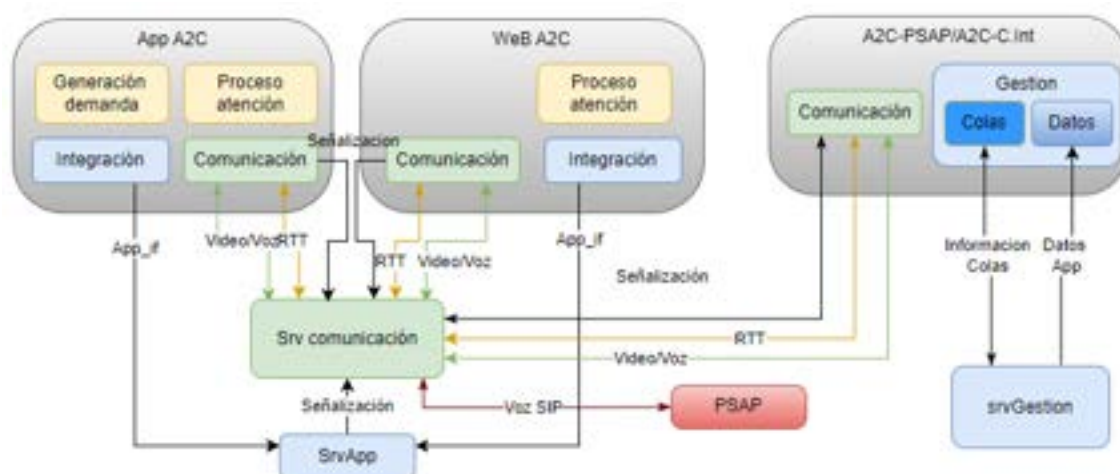 App A2C
WeB A2C
A2C-PSAP/A2C-C.Int
Generación
demanda
Proceso
atención
Proceso
atención
Gestion
Comunicación
Colas
Datos
Señalizacion
Integración
Comunicación
Comunicación
Integración
App_if
Video/Voz
RTT
RTT
Video/Voz
App_if
Informacion
Colas
Datos
App
Señalización
Srv comunicación
RTT
Video/Voz
Señalización
Voz SIP
PSAP
srvGestion
SrvApp